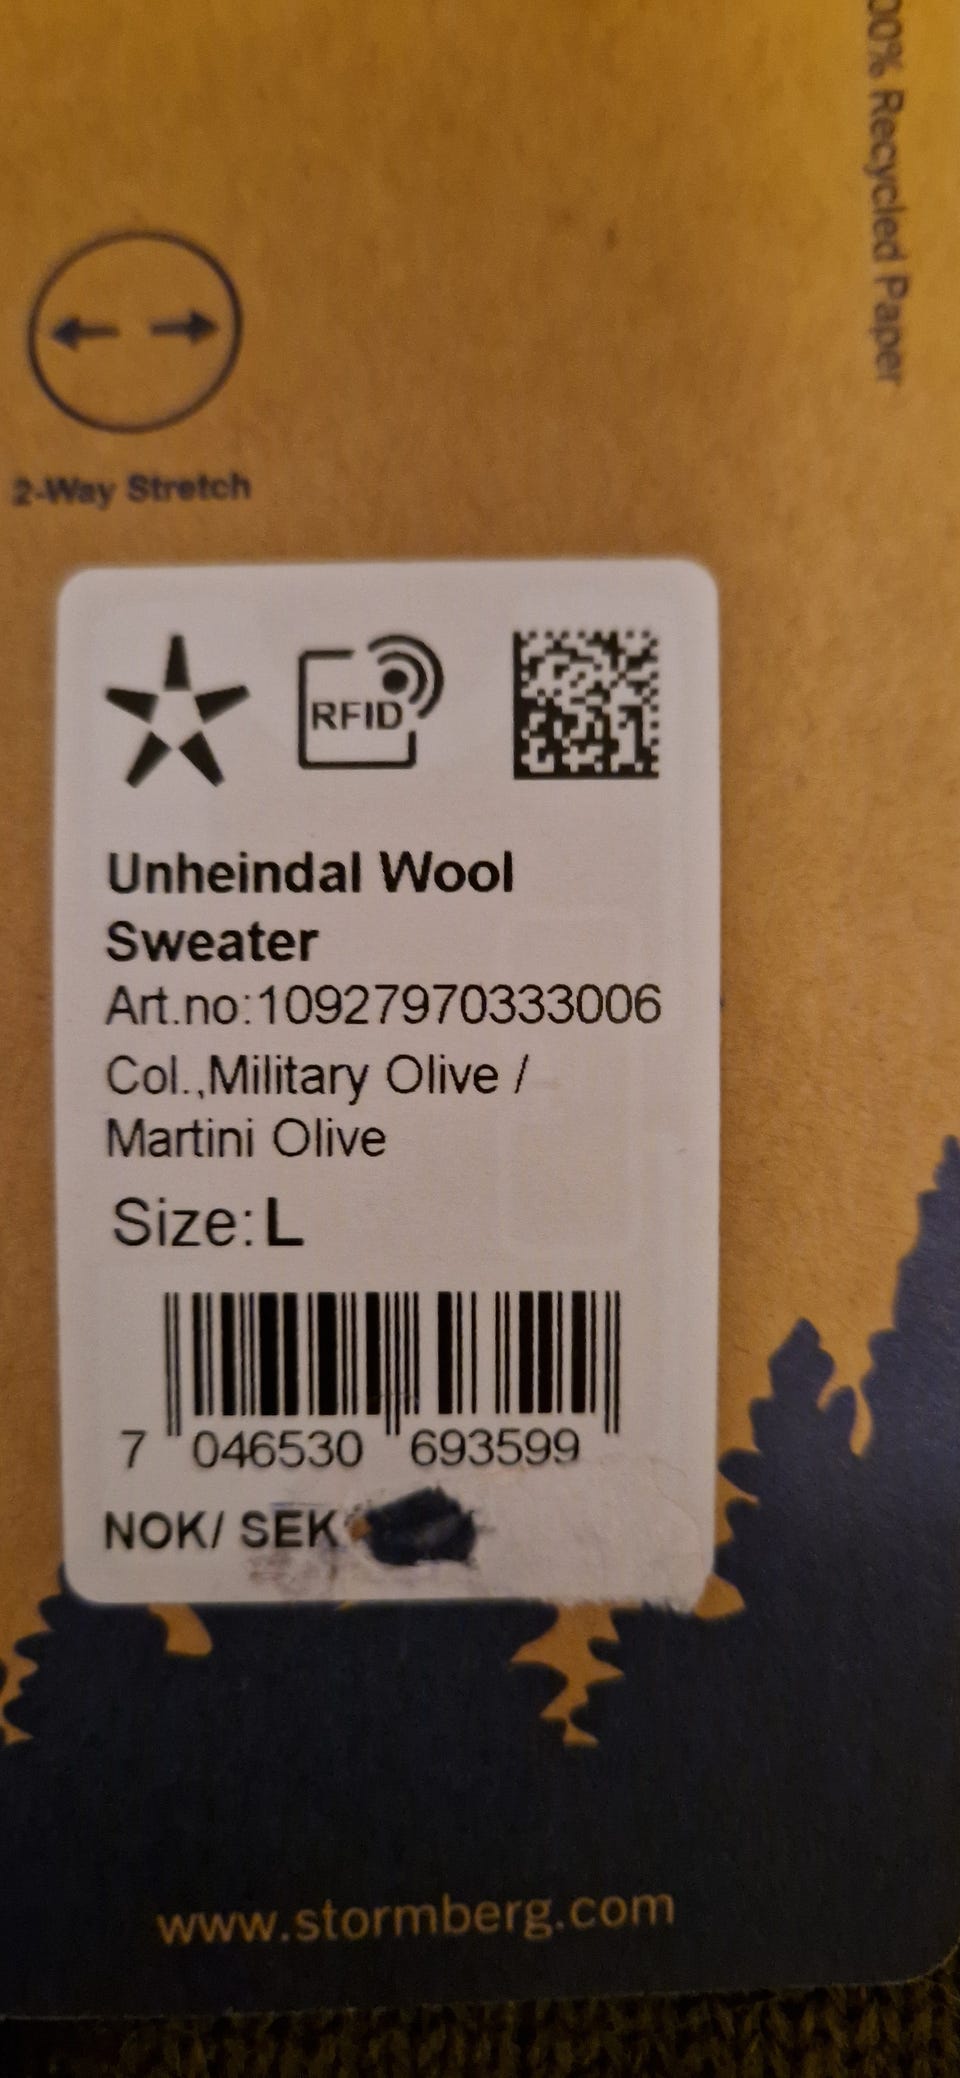 00% Recycled Paper
2-Way Stretch
RFID
Unheindal Wool
Sweater
Art.no:10927970333006
Col.,Military Olive /
Martini Olive
Size: L
7 046530 693599
NOK/ SEK
www.stormberg.com